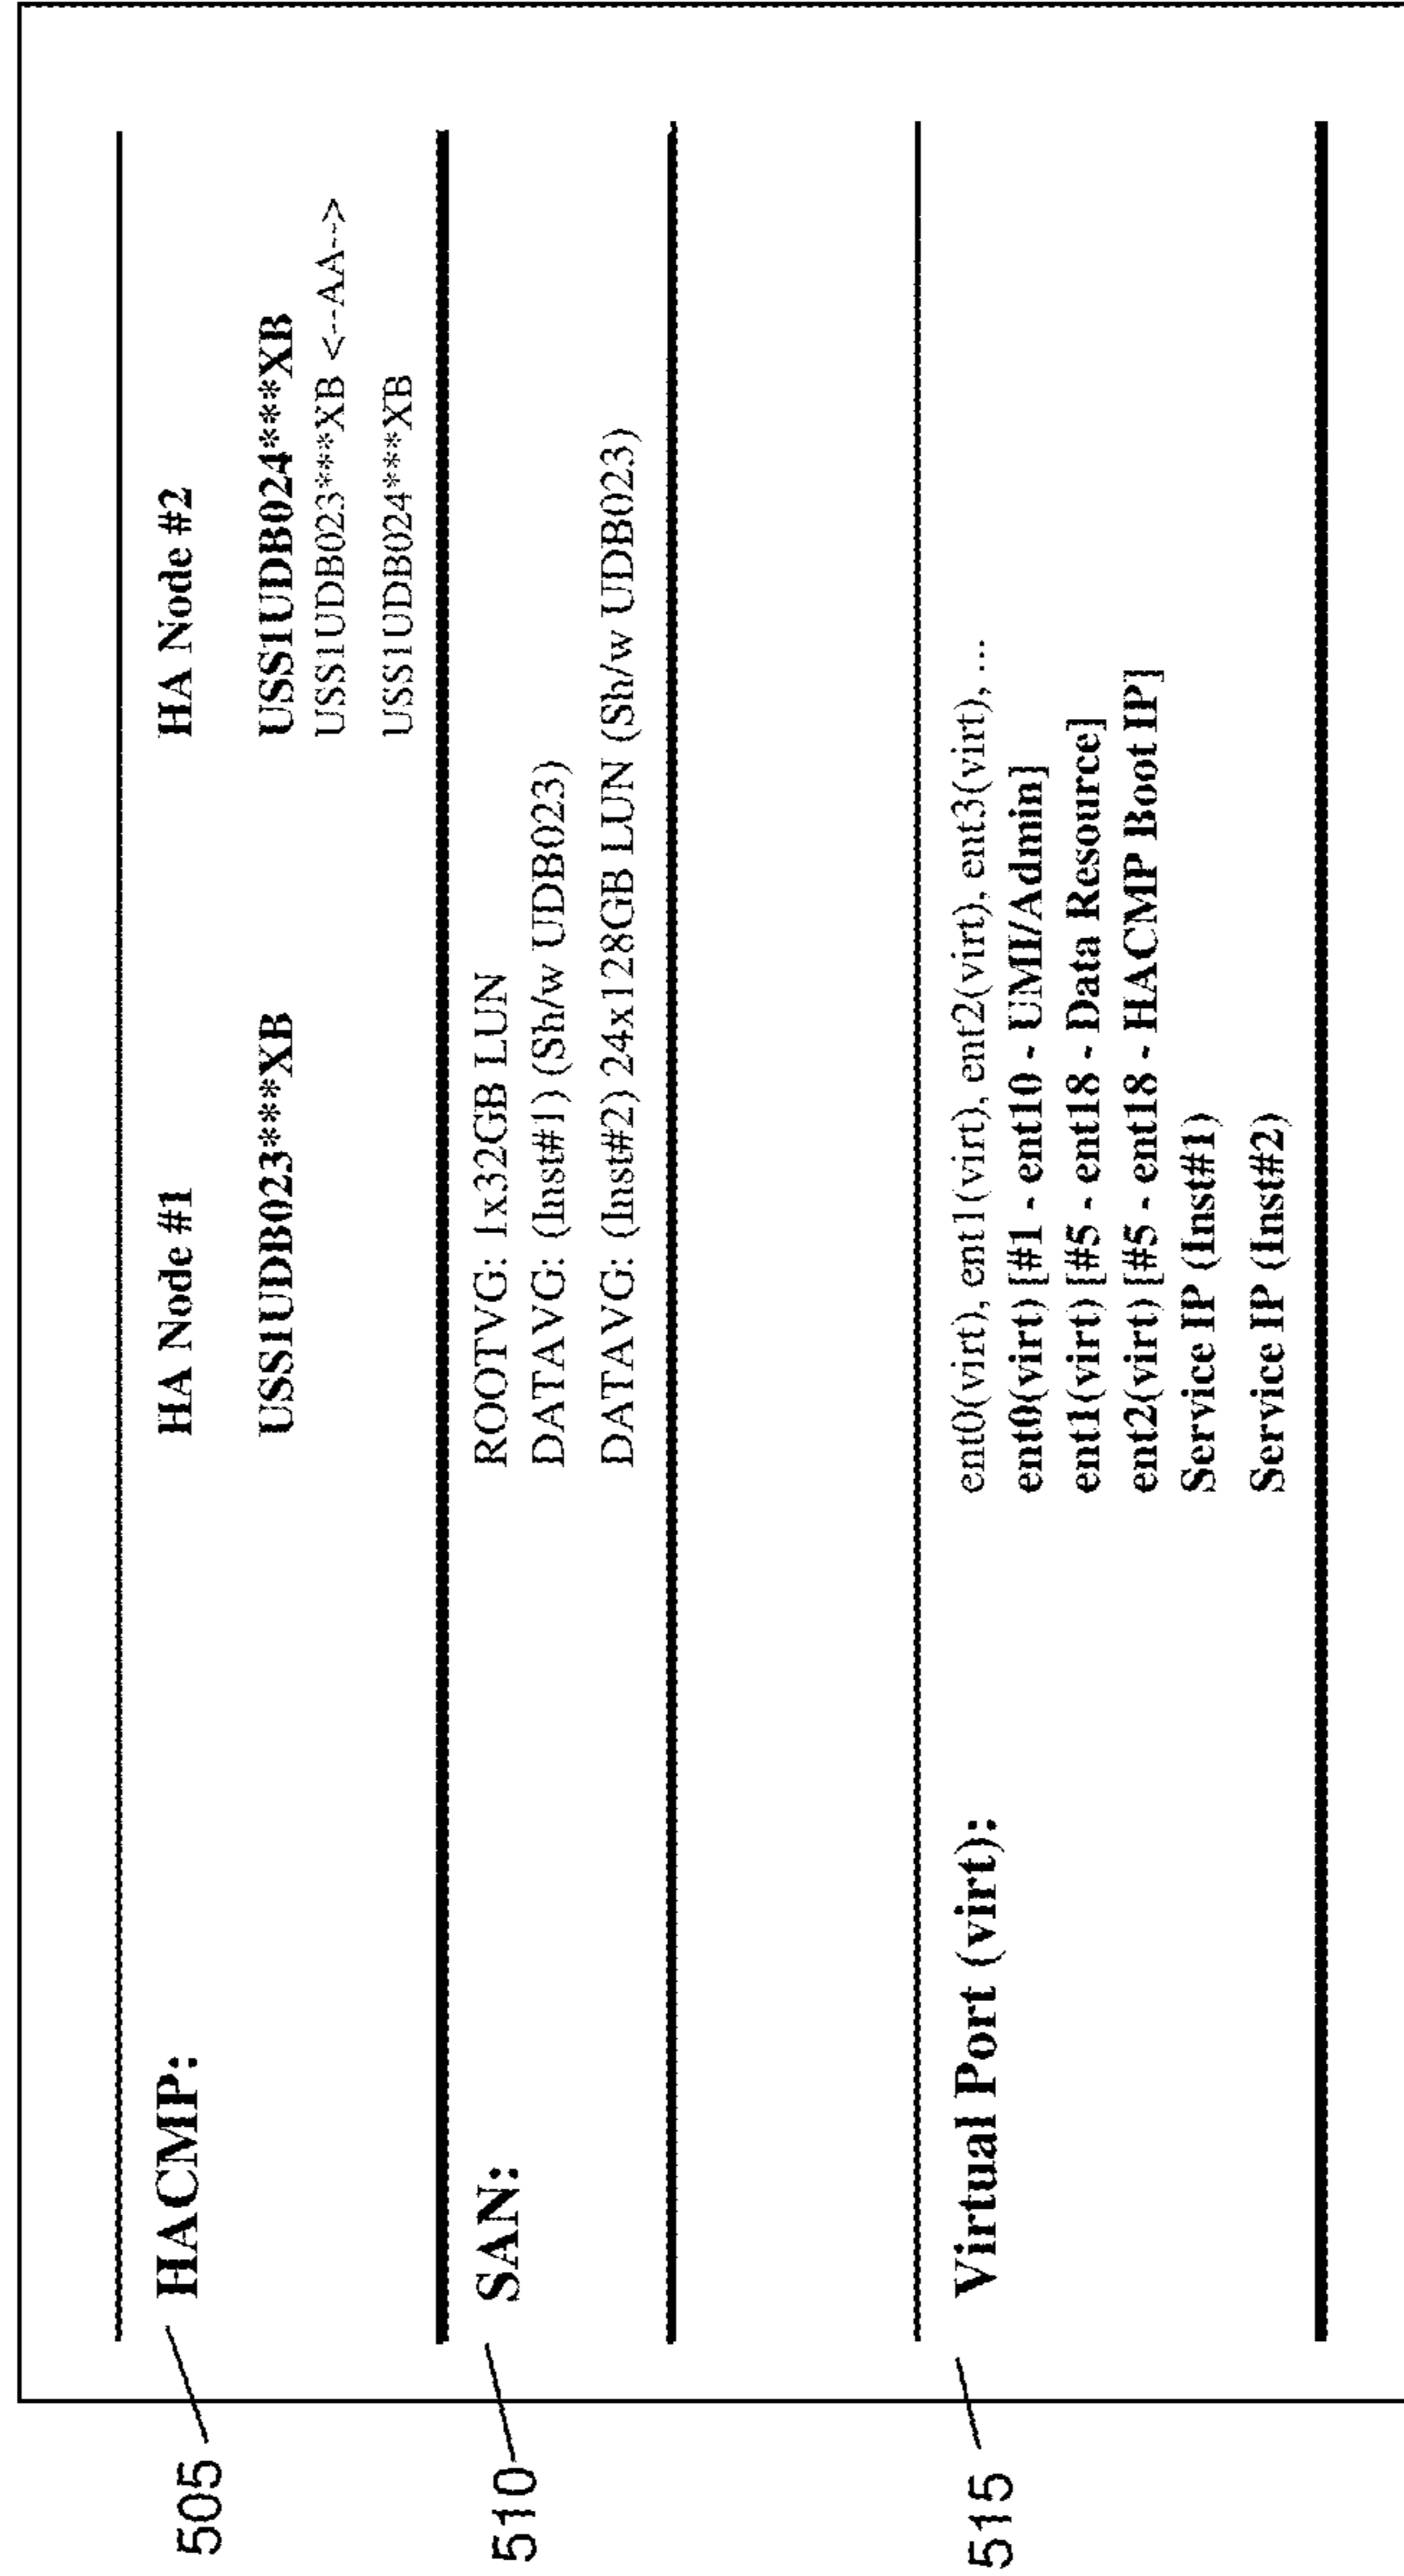 505
HACMP:
HA Node #1 HA Node #2
USS1UDB023***XB USS1UDB024***XB
USS1UDB023***XB <--AA-->
USS1UDB024***XB
510
SAN:
ROOTVG: 1x32GB LUN
DATAVG: (Inst#1) (Sh/w UDB023)
DATAVG: (Inst#2) 24x128GB LUN (Sh/w UDB023)
515
Virtual Port (virt):
ent0(virt), ent1(virt), ent2(virt), ent3(virt), ...
ent0(virt) [#1 - ent10 - UMI/Admin]
ent1(virt) [#5 - ent18 - Data Resource]
ent2(virt) [#5 - ent18 - HACMP Boot IP]
Service IP (Inst#1)
Service IP (Inst#2)